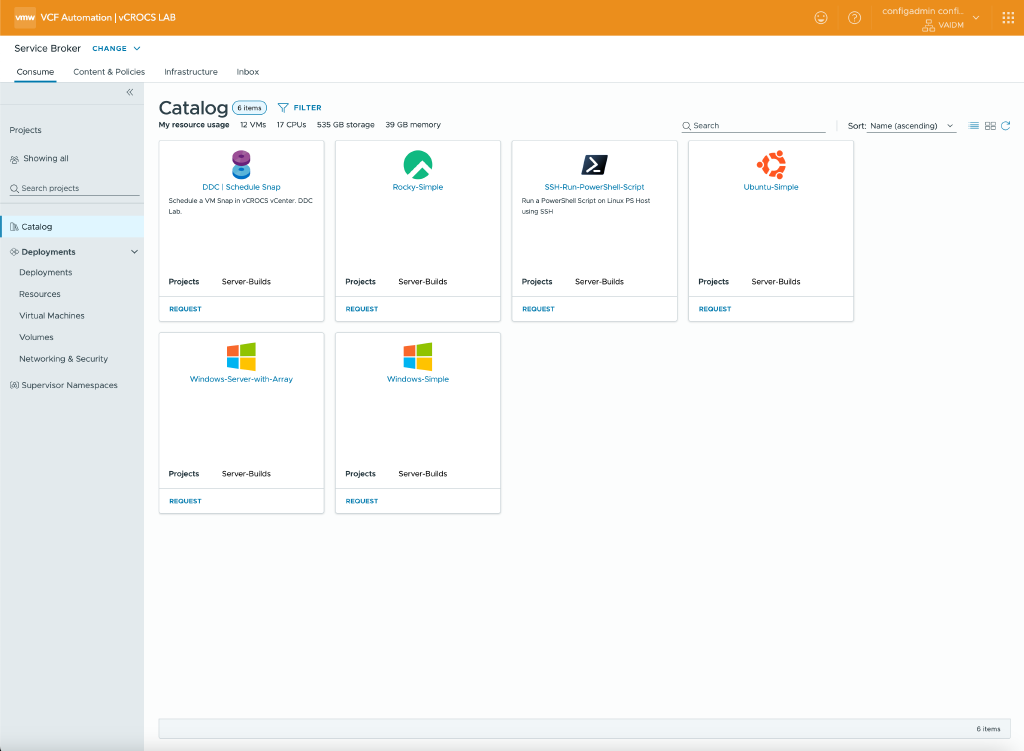 vmw VCF Automation | vCROCS LAB
configadmin confi...
VAIDM
Service Broker CHANGE
Consume Content & Policies Infrastructure Inbox
Projects
Showing all
Search projects
Catalog
Deployments
Deployments
Resources
Virtual Machines
Volumes
Networking & Security
Supervisor Namespaces
Catalog 6 items FILTER
My resource usage 12 VMs 17 CPUs 535 GB storage 39 GB memory
Search
Sort: Name (ascending)
DDC | Schedule Snap
Schedule a VM Snap in vCROCS vCenter. DDC
Lab.
Projects Server-Builds
REQUEST
Rocky-Simple
Projects Server-Builds
REQUEST
SSH-Run-PowerShell-Script
Run a PowerShell Script on Linux PS Host
using SSH
Projects Server-Builds
REQUEST
Ubuntu-Simple
Projects Server-Builds
REQUEST
Windows-Server-with-Array
Projects Server-Builds
REQUEST
Windows-Simple
Projects Server-Builds
REQUEST
6 items